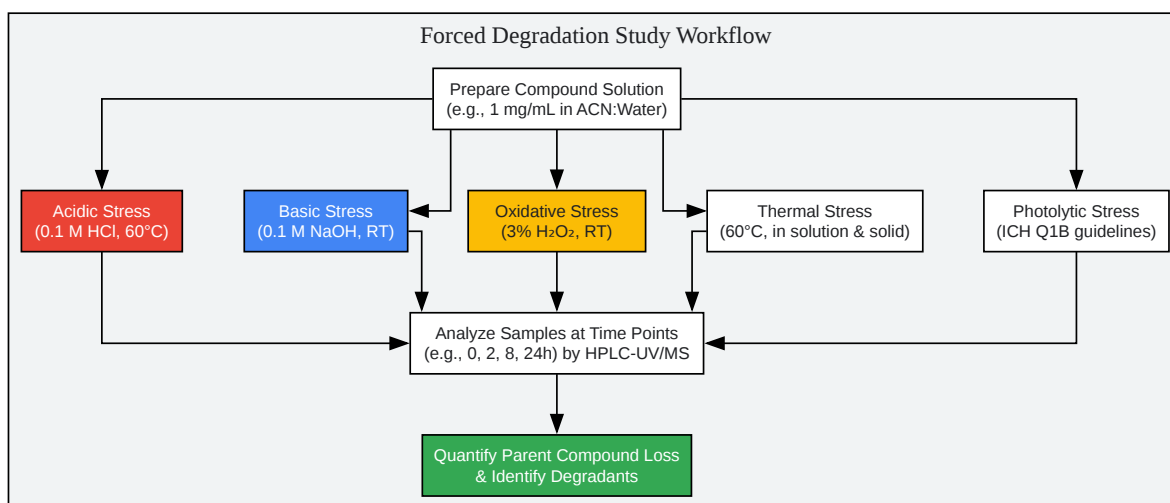 Forced Degradation Study Workflow
Prepare Compound Solution
(e.g., 1 mg/mL in ACN:Water)
Acidic Stress
(0.1 M HCl, 60°C)
Basic Stress
(0.1 M NaOH, RT)
Oxidative Stress
(3% H₂O₂, RT)
Thermal Stress
(60°C, in solution & solid)
Photolytic Stress
(ICH Q1B guidelines)
Analyze Samples at Time Points
(e.g., 0, 2, 8, 24h) by HPLC-UV/MS
Quantify Parent Compound Loss
& Identify Degradants